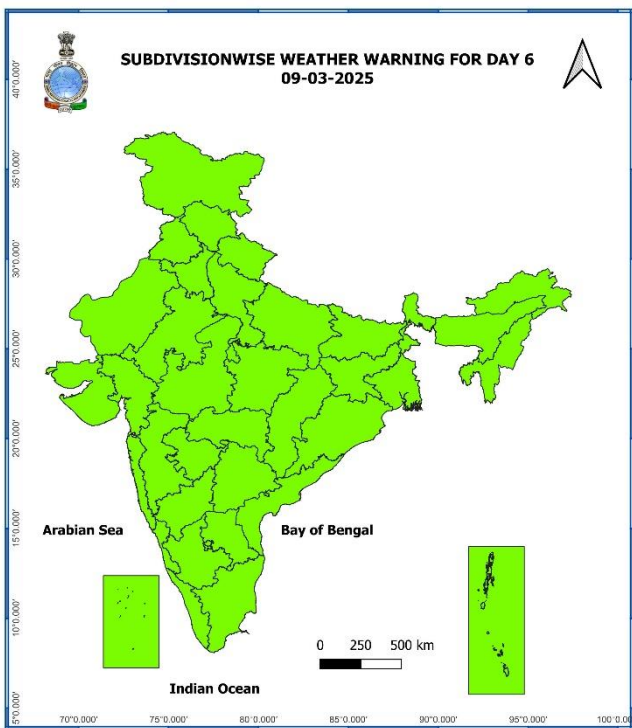 SUBDIVISIONWISE WEATHER WARNING FOR DAY 6
09-03-2025
40°0.000'
35°0.000'
30°0.000'
25°0.000'
20°0.000'
15°0.000'
10°0.000'
5°0.000'
Arabian Sea
Bay of Bengal
0 250 500 km
Indian Ocean
70°0.000' 75°0.000' 80°0.000' 85°0.000' 90°0.000' 95°0.000' 100°0.0